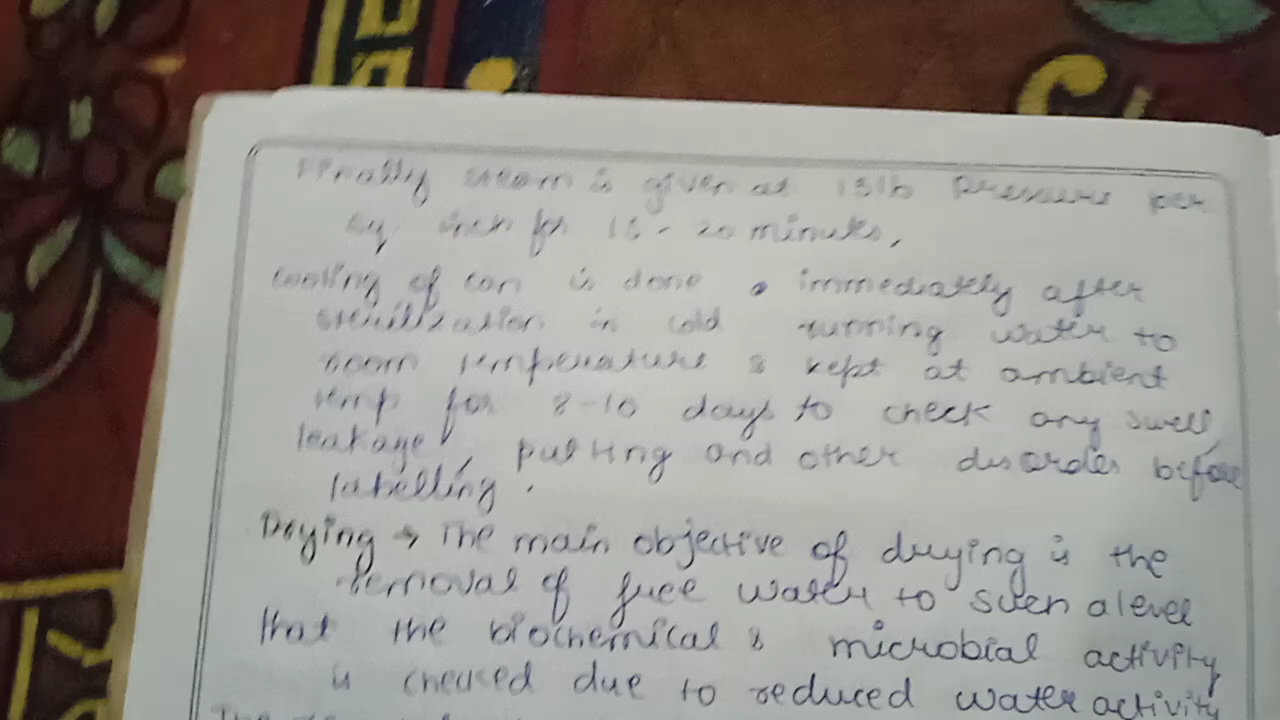 Finally steam is given at 15lb pressure per
sq. inch for 15-20 minutes,
cooling of can is done immediately after
sterilization in cold running water to
room temperature & kept at ambient
temp for 8-10 days to check any swell,
leakage, putting and other disorder before
labelling.
Drying → The main objective of drying is the
removal of free water to such a level
that the biochemical & microbial activity
is checked due to reduced water activity